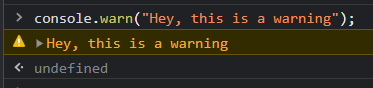 console.warn("Hey, this is a warning");
Hey, this is a warning
undefined